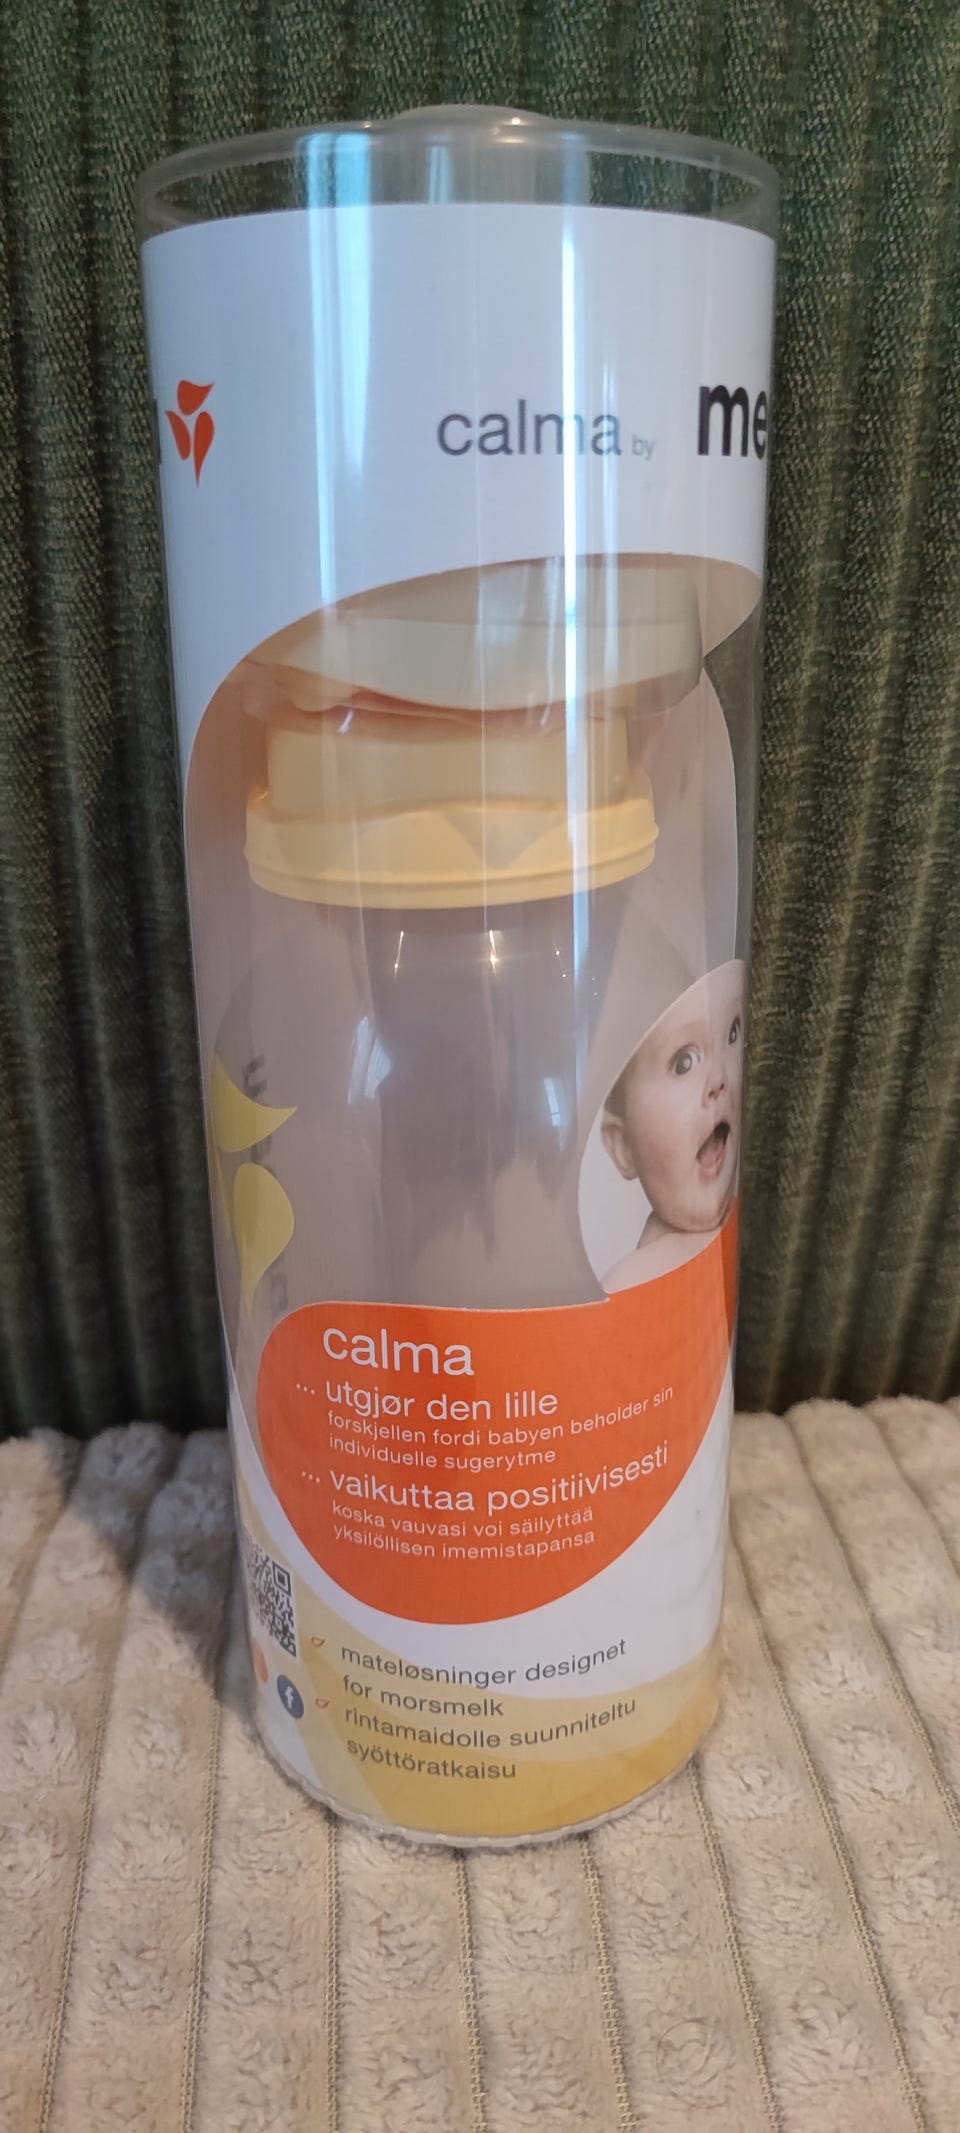 calma by me
calma
... utgjør den lille
forskjellen fordi babyen beholder sin
individuelle sugerytme
... vaikuttaa positiivisesti
koska vauvasi voi säilyttää
yksilöllisen imemistapansa
mateløsninger designet
for morsmelk
rintamaidolle suunniteltu
syöttöratkaisu